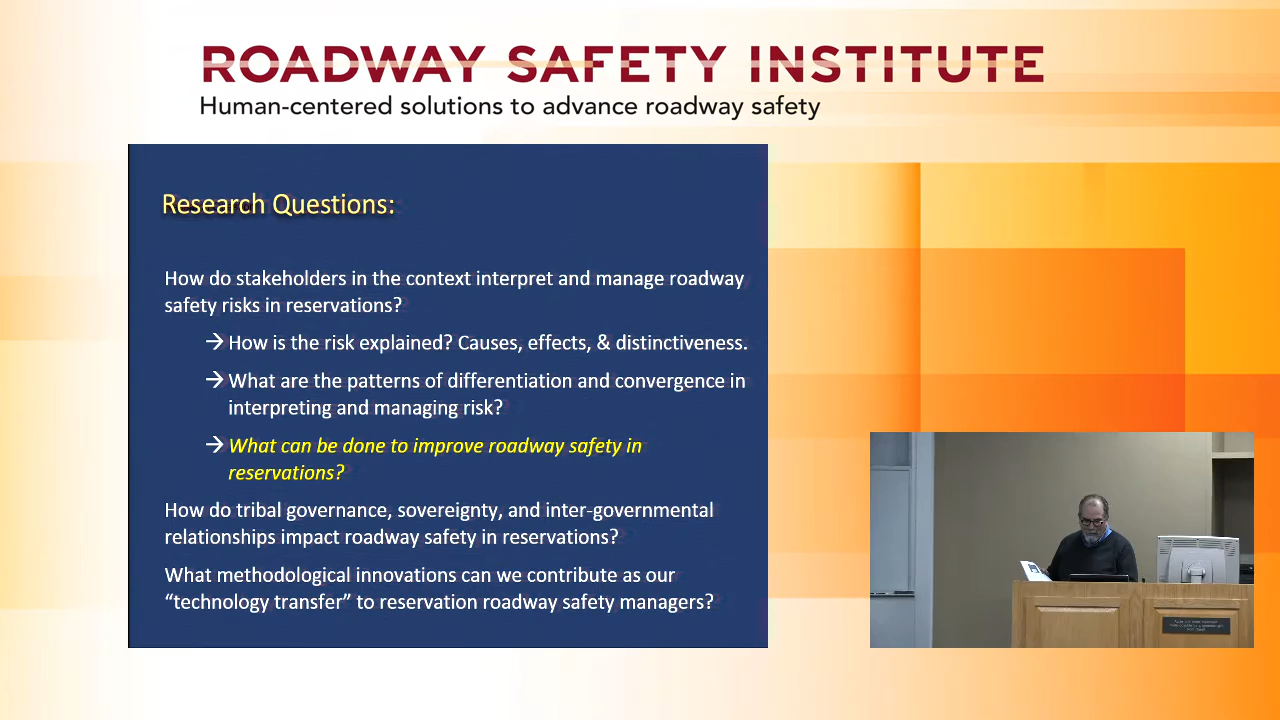 ROADWAY SAFETY INSTITUTE
Human-centered solutions to advance roadway safety
Research Questions:
How do stakeholders in the context interpret and manage roadway
safety risks in reservations?
→ How is the risk explained? Causes, effects, & distinctiveness.
→ What are the patterns of differentiation and convergence in
interpreting and managing risk?
→ What can be done to improve roadway safety in
reservations?
How do tribal governance, sovereignty, and inter-governmental
relationships impact roadway safety in reservations?
What methodological innovations can we contribute as our
“technology transfer” to reservation roadway safety managers?